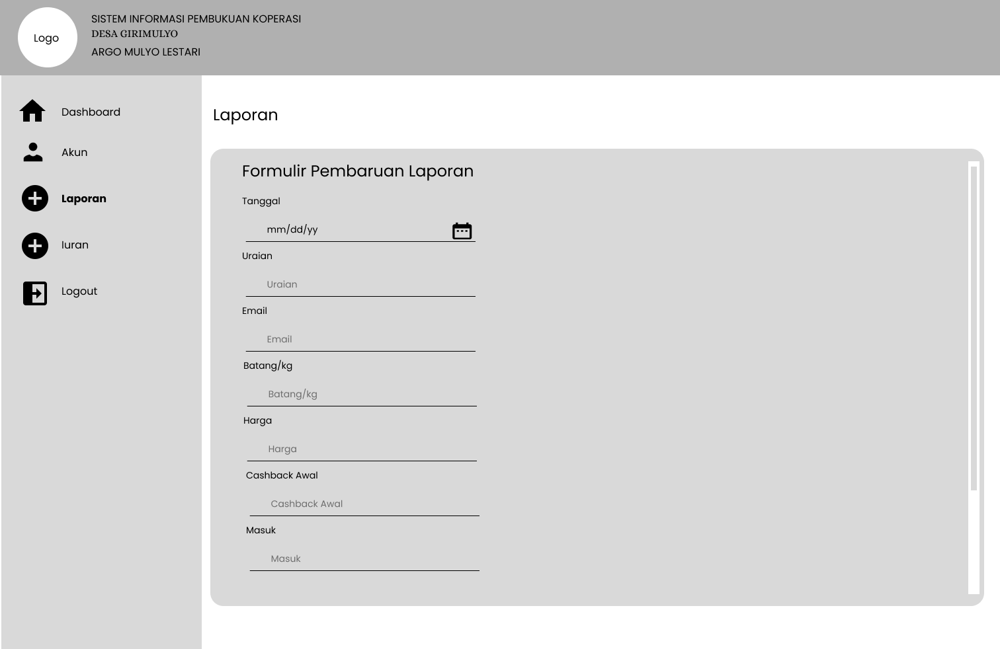 Logo
SISTEM INFORMASI PEMBUKUAN KOPERASI
DESA GIRIMULYO
ARGO MULYO LESTARI
Dashboard
Akun
Laporan
Iuran
Logout
Laporan
Formulir Pembaruan Laporan
Tanggal
mm/dd/yy
Uraian
Uraian
Email
Email
Batang/kg
Batang/kg
Harga
Harga
Cashback Awal
Cashback Awal
Masuk
Masuk